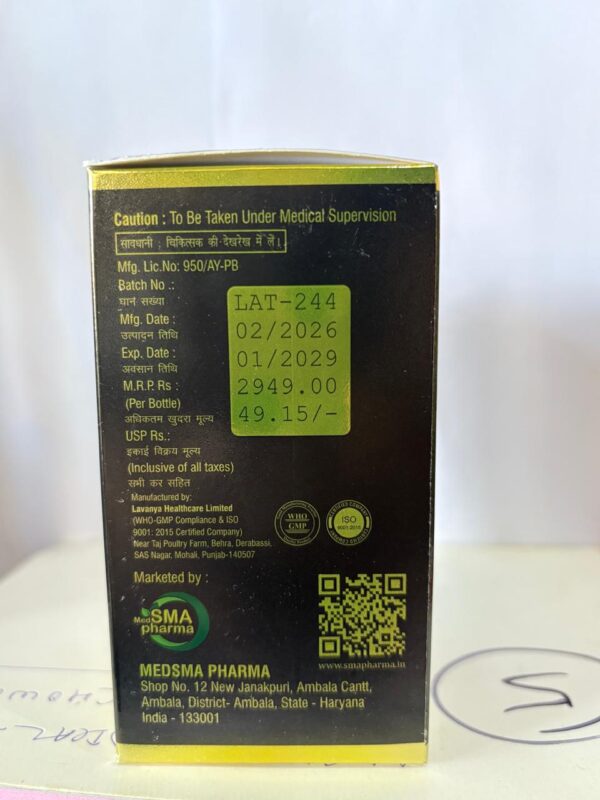 Caution : To Be Taken Under Medical Supervision
सावधानी : चिकित्सक की देखरेख में लें।
Mfg. Lic.No: 950/AY-PB
Batch No .:
घान संख्या
LAT-244
Mfg. Date :
उत्पादन तिथि
02/2026
Exp. Date :
अवसान तिथि
01/2029
M.R.P. Rs :
(Per Bottle)
अधिकतम खुदरा मूल्य
2949.00
USP Rs.:
इकाई विक्रय मूल्य
49.15/-
(Inclusive of all taxes)
सभी कर सहित
Manufactured by:
Lavanya Healthcare Limited
(WHO-GMP Compliance & ISO
9001: 2015 Certified Company)
Near Taj Poultry Farm, Behra, Derabassi,
SAS Nagar, Mohali, Punjab-140507
WHO
GMP
ISO
9001:2015
Marketed by :
Med SMA
pharma
www.smapharma.in
MEDSMA PHARMA
Shop No. 12 New Janakpuri, Ambala Cantt,
Ambala, District- Ambala, State - Haryana
India - 133001
5